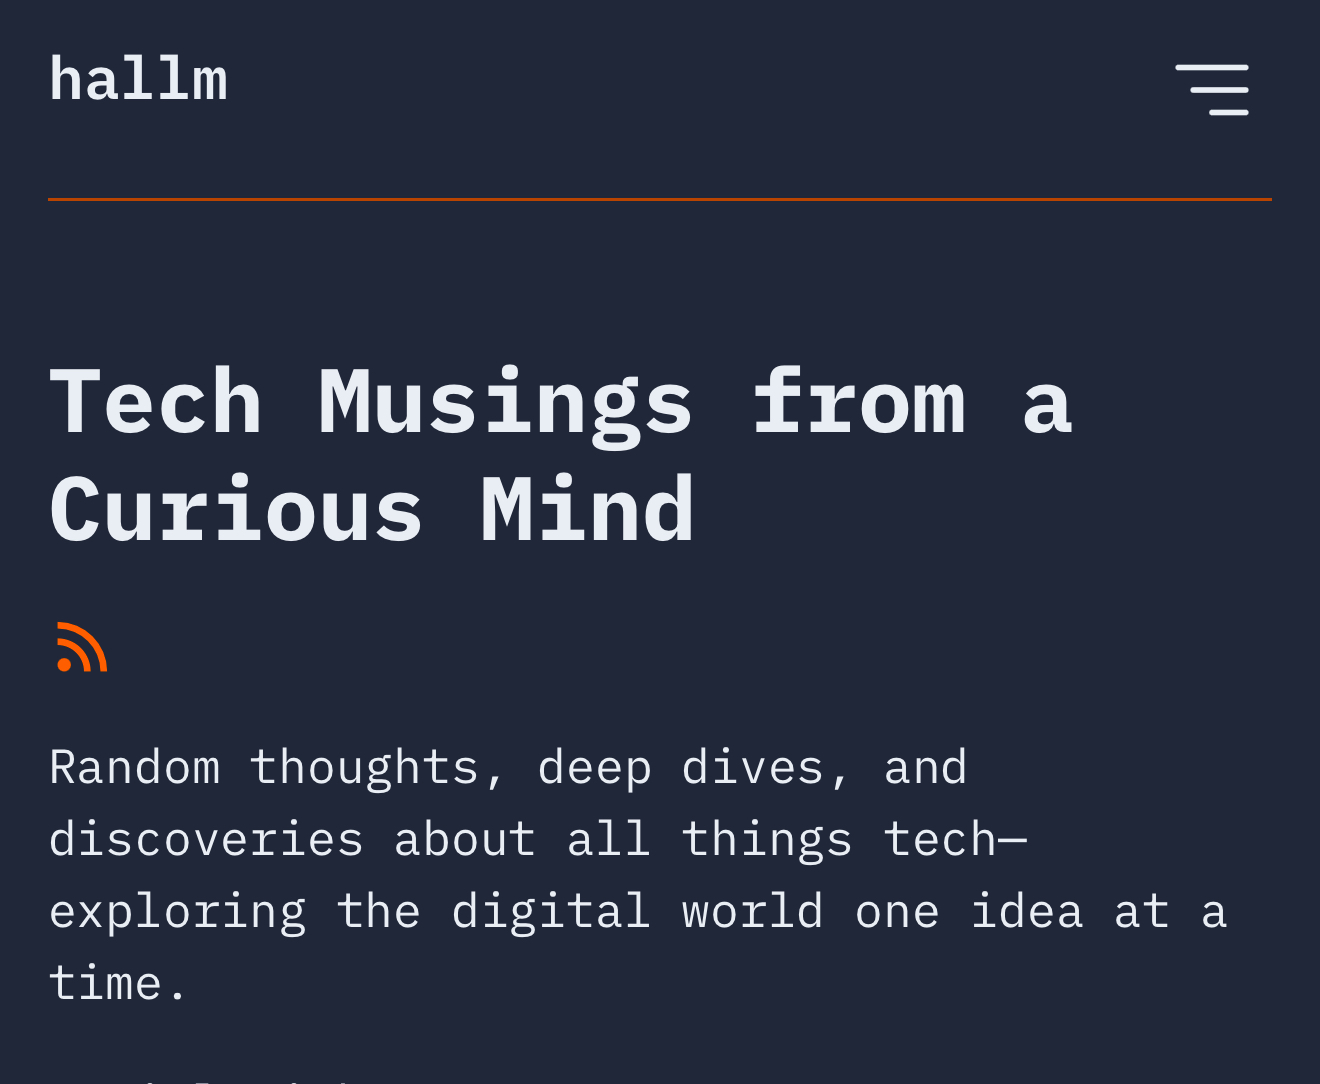 hallm
Tech Musings from a
Curious Mind
Random thoughts, deep dives, and
discoveries about all things tech—
exploring the digital world one idea at a
time.